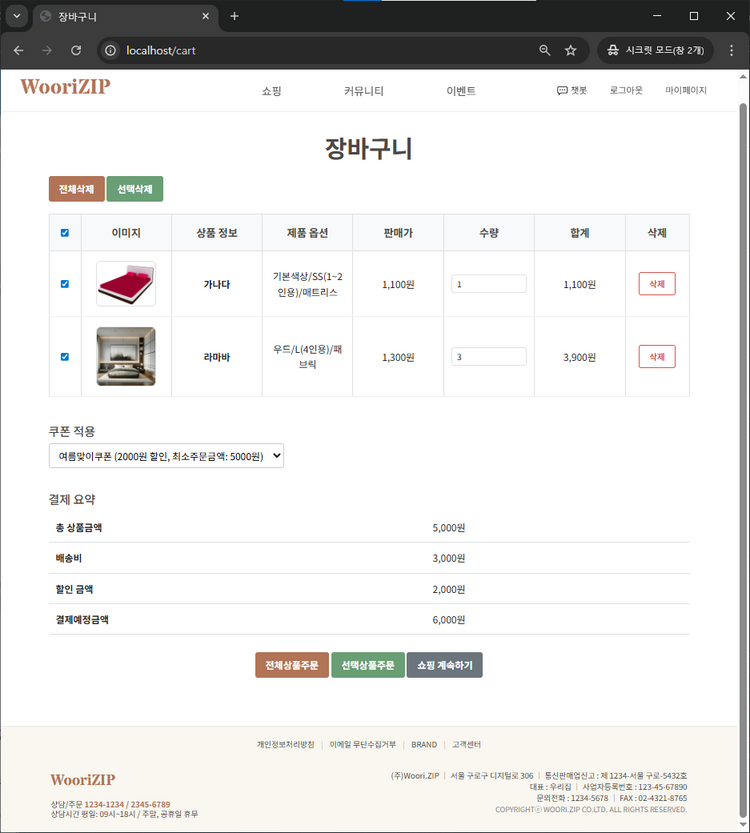 장바구니
localhost/cart
시크릿 모드(창 2개)
WooriZIP
쇼핑
커뮤니티
이벤트
챗봇
로그아웃
마이페이지
장바구니
전체삭제 선택삭제
이미지 상품 정보 제품 옵션 판매가 수량 합계 삭제
가나다 기본색상/SS(1~2
인용)/매트리스 1,100원 1 1,100원 삭제
라마바 우드/L(4인용)/패
브릭 1,300원 3 3,900원 삭제
쿠폰 적용
여름맞이쿠폰 (2000원 할인, 최소주문금액: 5000원)
결제 요약
총 상품금액 5,000원
배송비 3,000원
할인 금액 2,000원
결제예정금액 6,000원
전체상품주문 선택상품주문 쇼핑 계속하기
개인정보처리방침 | 이메일 무단수집거부 | BRAND | 고객센터
WooriZIP
상담/주문 1234-1234 / 2345-6789
상담시간 평일: 09시~18시 / 주말, 공휴일 휴무
(주)Woori.ZIP | 서울 구로구 디지털로 306 | 통신판매업신고 : 제 1234-서울 구로-5432호
대표 : 우리집 | 사업자등록번호 : 123-45-67890
문의전화 : 1234-5678 | FAX : 02-4321-8765
COPYRIGHTⓒ WOORI.ZIP CO.LTD. ALL RIGHTS RESERVED.